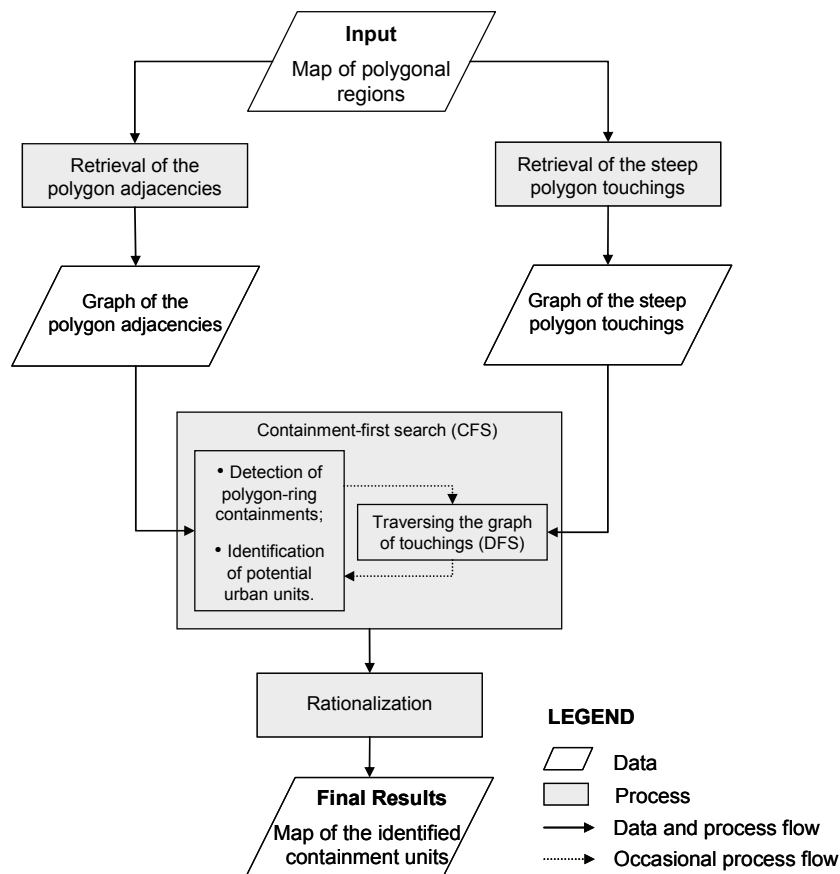 Input
Map of polygonal
regions
Retrieval of the
polygon adjacencies
Retrieval of the steep
polygon touchings
Graph of the
polygon adjacencies
Graph of the steep
polygon touchings
Containment-first search (CFS)
• Detection of
polygon-ring
containments;
• Identification
of potential
urban units.
Traversing the graph
of touchings (DFS)
Rationalization
Final Results
Map of the identified
containment units
LEGEND
Data
Process
Data and process flow
Occasional process flow